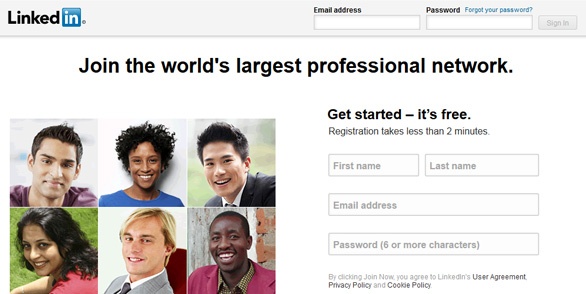 Linked in®
Email address
Password Forgot your password?
Sign in
Join the world's largest professional network.
Get started – it's free.
Registration takes less than 2 minutes.
First name
Last name
Email address
Password (6 or more characters)
By clicking Join Now, you agree to LinkedIn's User Agreement,
Privacy Policy and Cookie Policy.